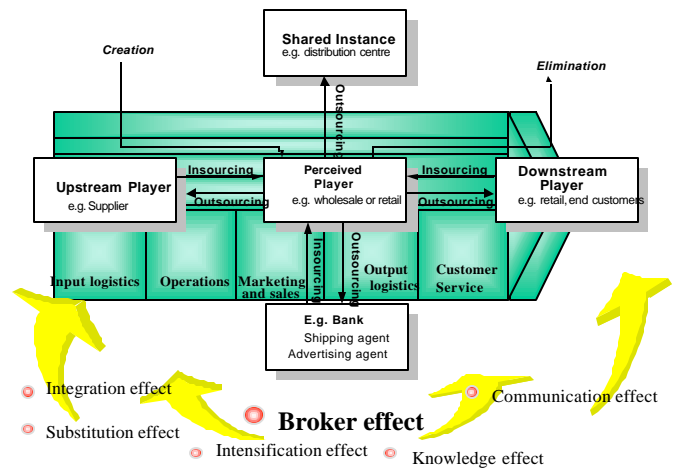 Shared Instance
e.g. distribution centre
Creation
Elimination
Outsourcing
Insourcing
Insourcing
Upstream Player
e.g. Supplier
Perceived
Player
e.g. wholesale or retail
Downstream
Player
e.g. retail, end customers
Outsourcing
Outsourcing
Insourcing
Outsourcing
Input logistics
Operations
Marketing
and sales
Output
logistics
Customer
Service
E.g. Bank
Shipping agent
Advertising agent
Integration effect
Communication effect
Broker effect
Substitution effect
Intensification effect
Knowledge effect